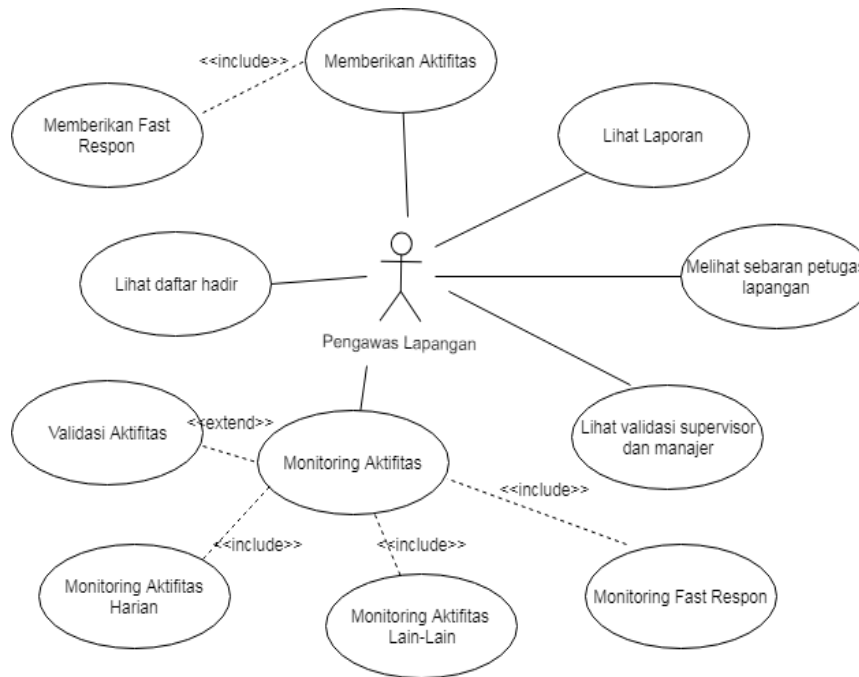 <<include>>
Memberikan Aktifitas
Memberikan Fast
Respon
Lihat Laporan
Lihat daftar hadir
Melihat sebaran petugas
lapangan
Pengawas Lapangan
Validasi Aktifitas
<<extend>>
Lihat validasi supervisor
dan manajer
Monitoring Aktifitas
<<include>>
<<include>>
<<include>>
Monitoring Aktifitas
Harian
Monitoring Aktifitas
Lain-Lain
Monitoring Fast Respon